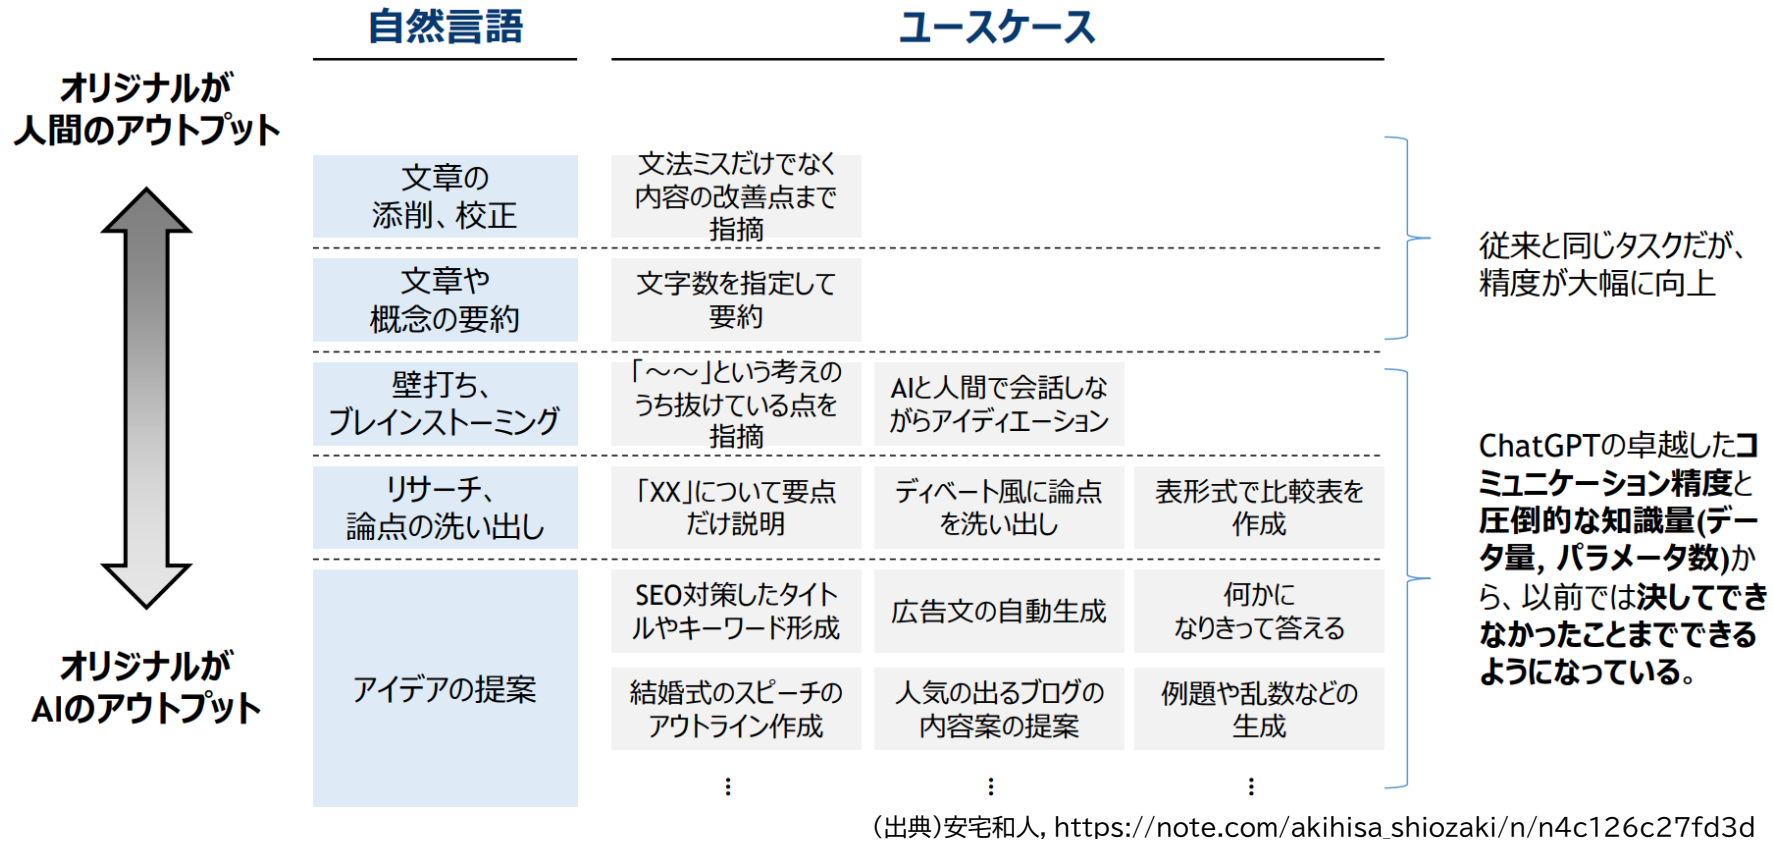 自然言語
ユースケース
オリジナルが
人間のアウトプット
文章の
添削、校正
文法ミスだけでなく
内容の改善点まで
指摘
文章や
概念の要約
文字数を指定して
要約
従来と同じタスクだが、
精度が大幅に向上
壁打ち、
ブレインストーミング
「～～」という考えの
うち抜けている点を
指摘
AIと人間で会話しな
がらアイディエーション
リサーチ、
論点の洗い出し
「XX」について要点
だけ説明
ディベート風に論点
を洗い出し
表形式で比較表を
作成
アイデアの提案
SEO対策したタイト
ルやキーワード形成
広告文の自動生成
何かに
なりきって答える
結婚式のスピーチの
アウトライン作成
人気の出るブログの
内容案の提案
例題や乱数などの
生成
⋮
⋮
⋮
ChatGPTの卓越したコ
ミュニケーション精度と
圧倒的な知識量(デー
タ量, パラメータ数)か
ら、以前では決してでき
なかったことまでできる
ようになっている。
オリジナルが
AIのアウトプット
（出典）安宅和人, https://note.com/akihisa_shiozaki/n/n4c126c27fd3d